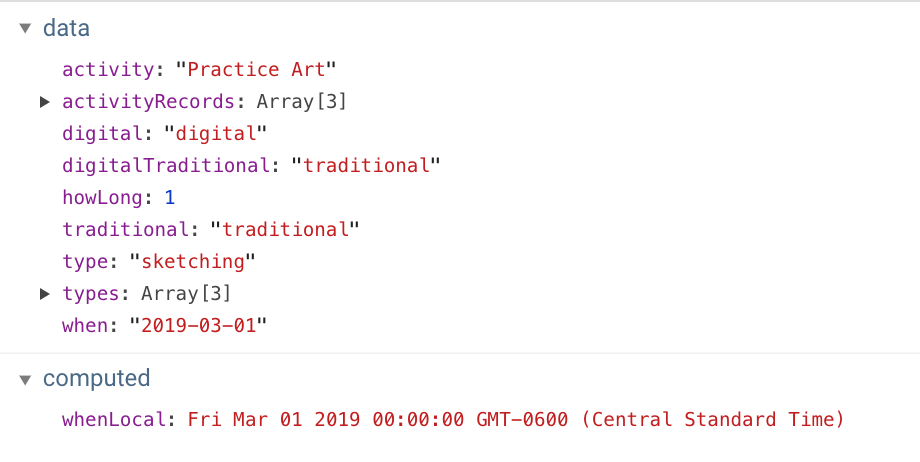 data
activity: "Practice Art"
activityRecords: Array[3]
digital: "digital"
digitalTraditional: "traditional"
howLong: 1
traditional: "traditional"
type: "sketching"
types: Array[3]
when: "2019-03-01"
computed
whenLocal: Fri Mar 01 2019 00:00:00 GMT-0600 (Central Standard Time)